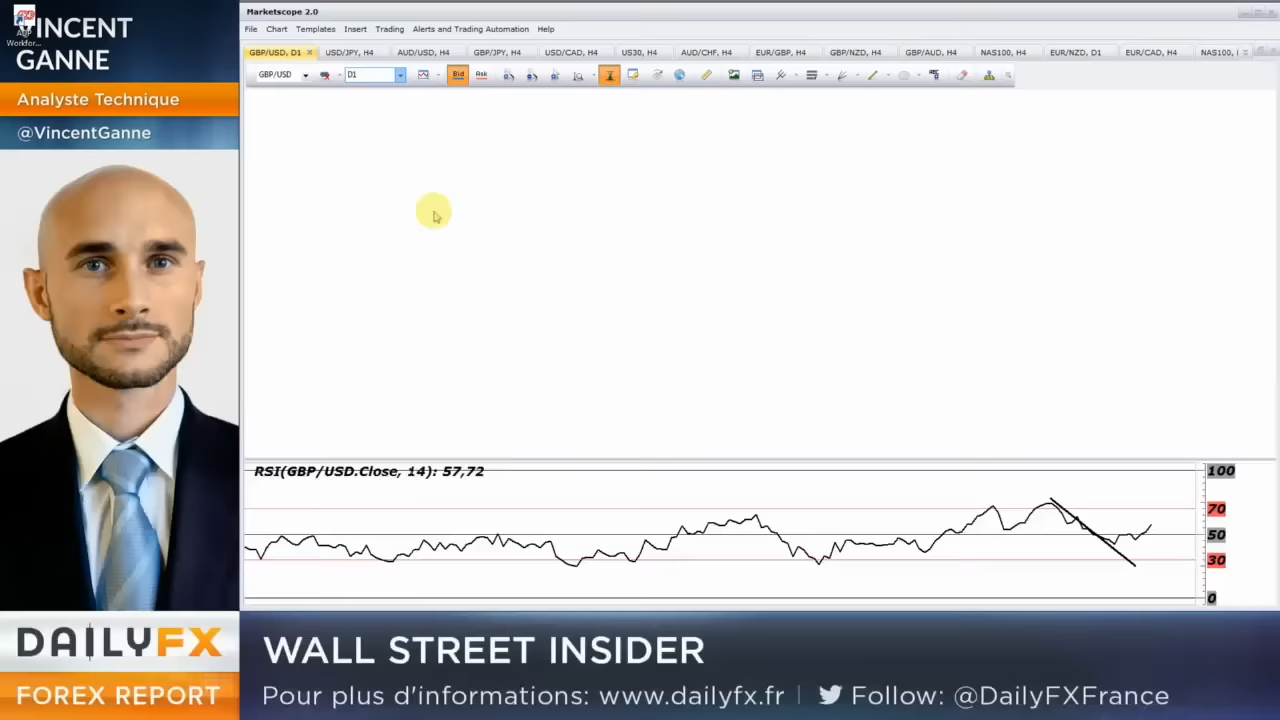 VINCENT
GANNE
Workfor...
Analyste Technique
@VincentGanne
Marketscope 2.0
File Chart Templates Insert Trading Alerts and Trading Automation Help
GBP/USD, D1 USD/JPY, H4 AUD/USD, H4 GBP/JPY, H4 USD/CAD, H4 US30, H4 AUD/CHF, H4 EUR/GBP, H4 GBP/NZD, H4 GBP/AUD, H4 NAS100, H4 EUR/NZD, D1 EUR/CAD, H4 NAS100, I
GBP/USD D1 Bid Ask
RSI(GBP/USD.Close, 14): 57,72
100
70
50
30
0
DAILYFX
FOREX REPORT
WALL STREET INSIDER
Pour plus d'informations: www.dailyfx.fr | Follow: @DailyFXFrance